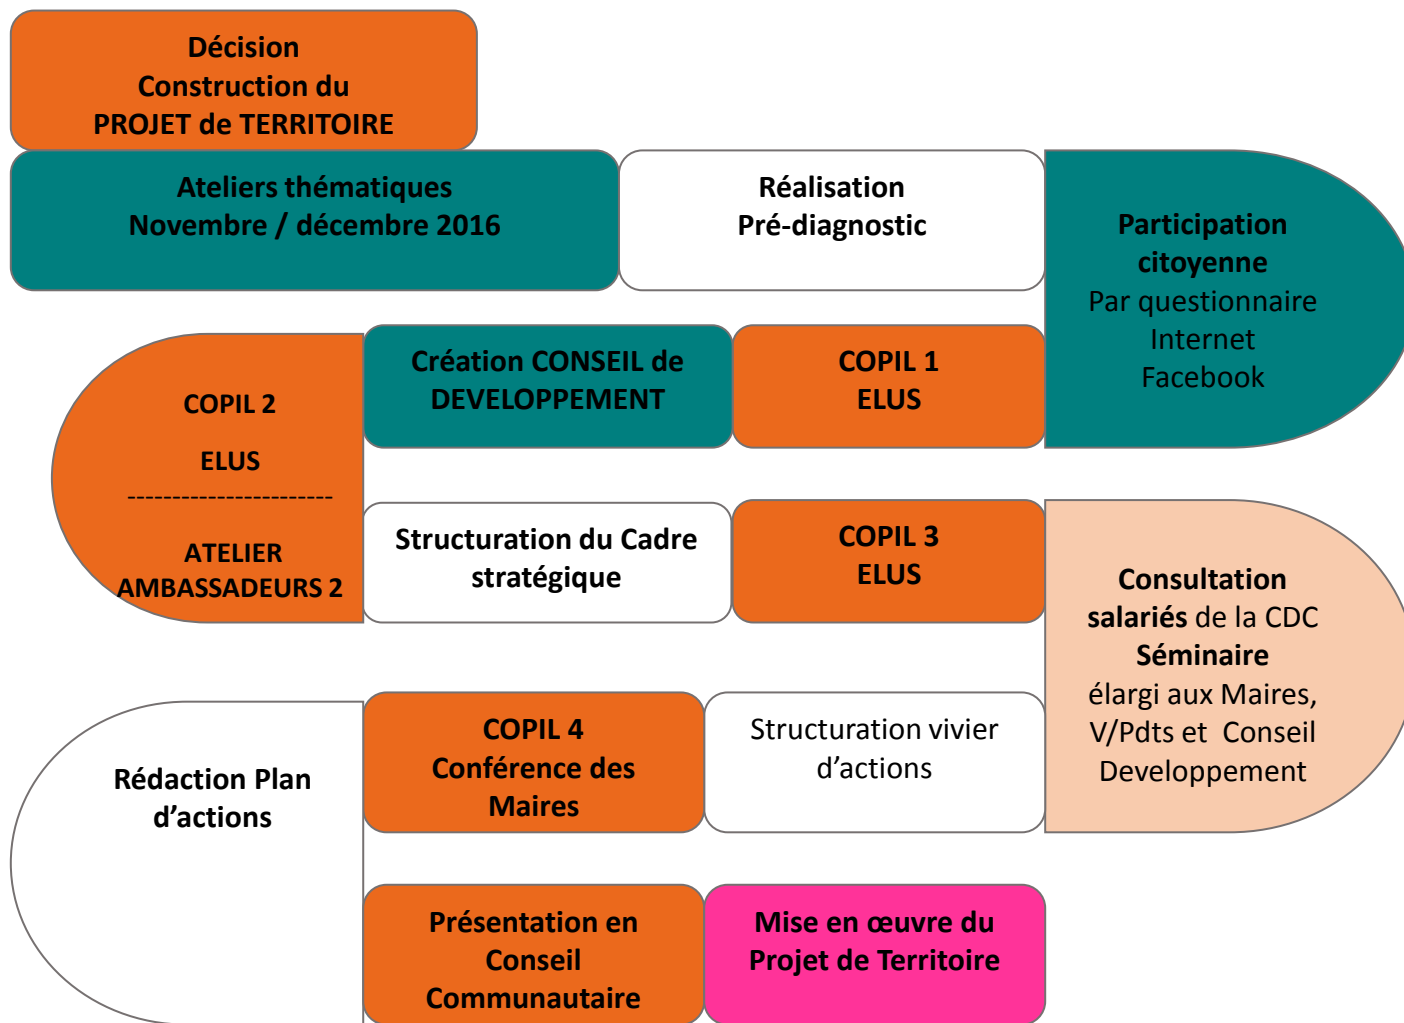 Décision
Construction du
PROJET de TERRITOIRE
Ateliers thématiques
Novembre / décembre 2016
Réalisation
Pré-diagnostic
Participation
citoyenne
Par questionnaire
Internet
Facebook
COPIL 1
ELUS
Création CONSEIL de
DEVELOPPEMENT
COPIL 2
ELUS
-----------------------
ATELIER
AMBASSADEURS 2
Structuration du Cadre
stratégique
COPIL 3
ELUS
Consultation
salariés de la CDC
Séminaire
élargi aux Maires,
V/Pdts et Conseil
Developpement
Structuration vivier
d’actions
COPIL 4
Conférence des
Maires
Rédaction Plan
d’actions
Présentation en
Conseil
Communautaire
Mise en œuvre du
Projet de Territoire